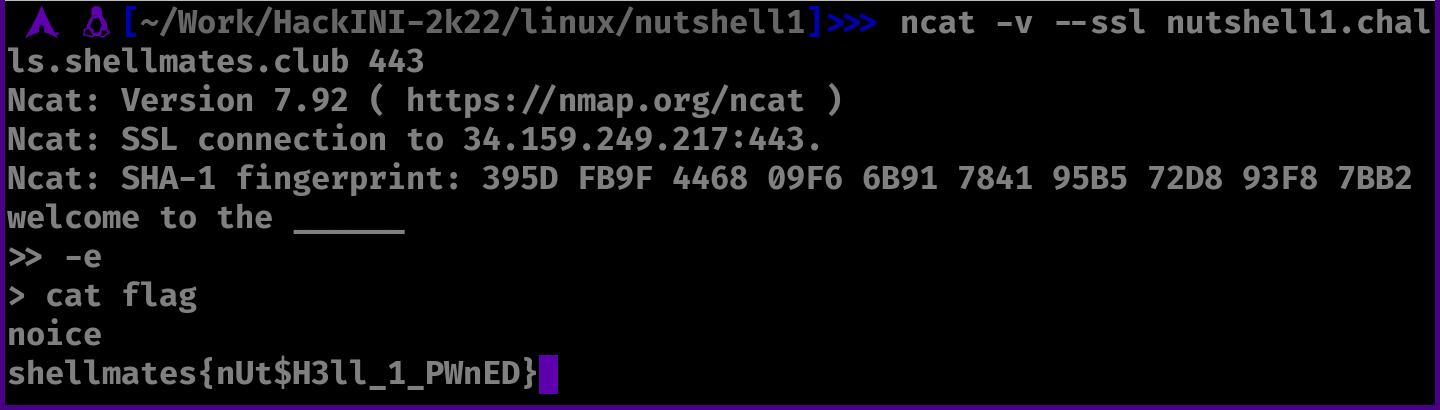 [~/Work/HackINI-2k22/linux/nutshell1]>>> ncat -v --ssl nutshell1.chal
ls.shellmates.club 443
Ncat: Version 7.92 ( https://nmap.org/ncat )
Ncat: SSL connection to 34.159.249.217:443.
Ncat: SHA-1 fingerprint: 395D FB9F 4468 09F6 6B91 7841 95B5 72D8 93F8 7BB2
welcome to the ______
>> -e
> cat flag
noice
shellmates{nUt$H3ll_1_PWnED}